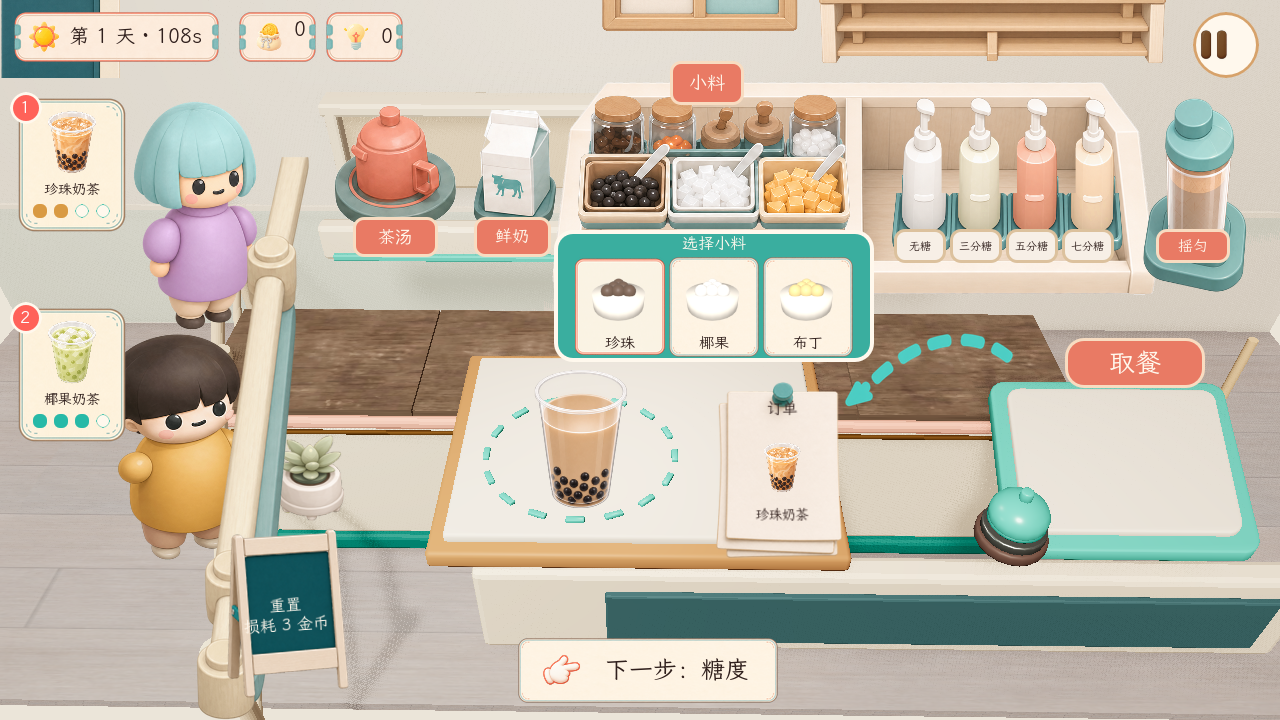 第 1 天·108s
0
0
小料
1
珍珠奶茶
2
椰果奶茶
茶汤
鲜奶
无糖
三分糖
五分糖
七分糖
摇匀
选择小料
珍珠
椰果
布丁
取餐
订单
珍珠奶茶
重置
损耗 3 金币
下一步：糖度